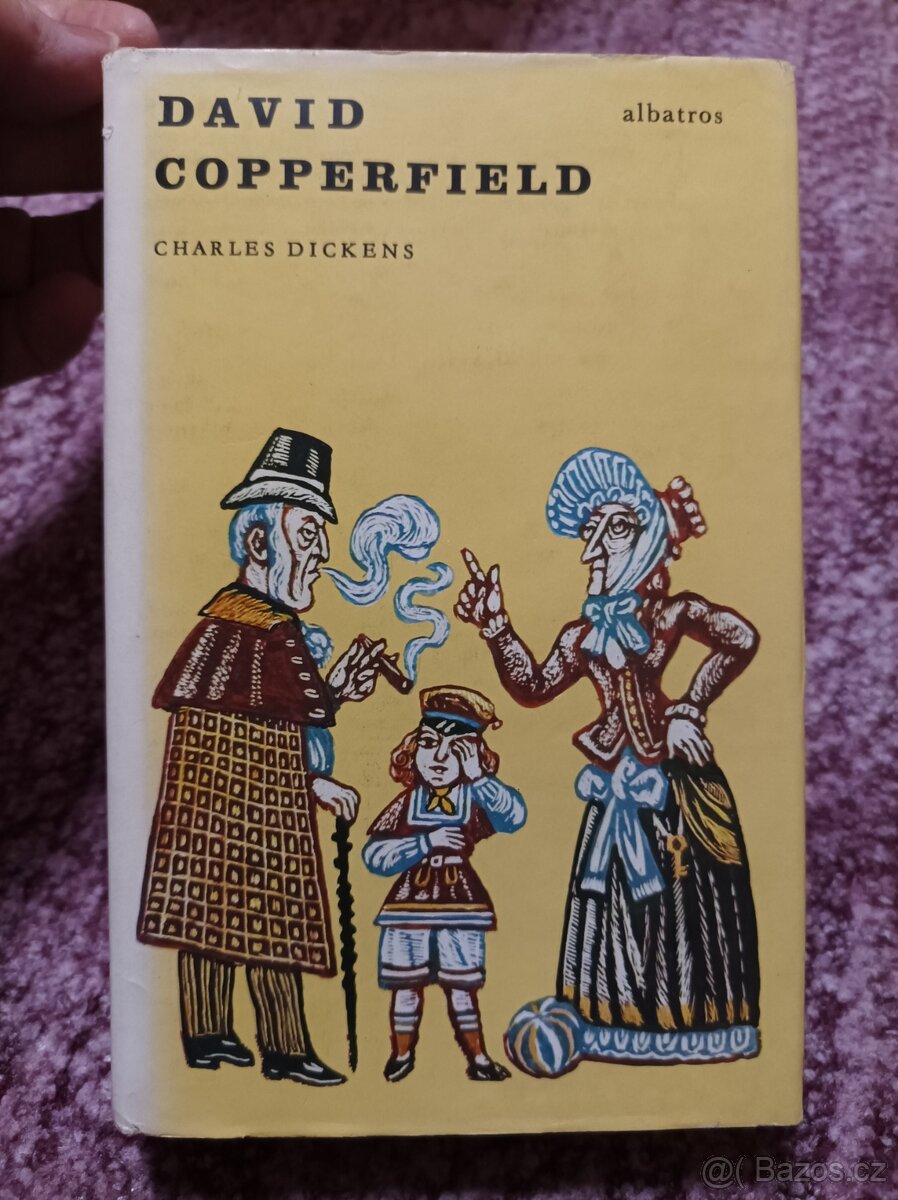 DAVID
COPPERFIELD
albatros
CHARLES DICKENS
@( Bazos.cz